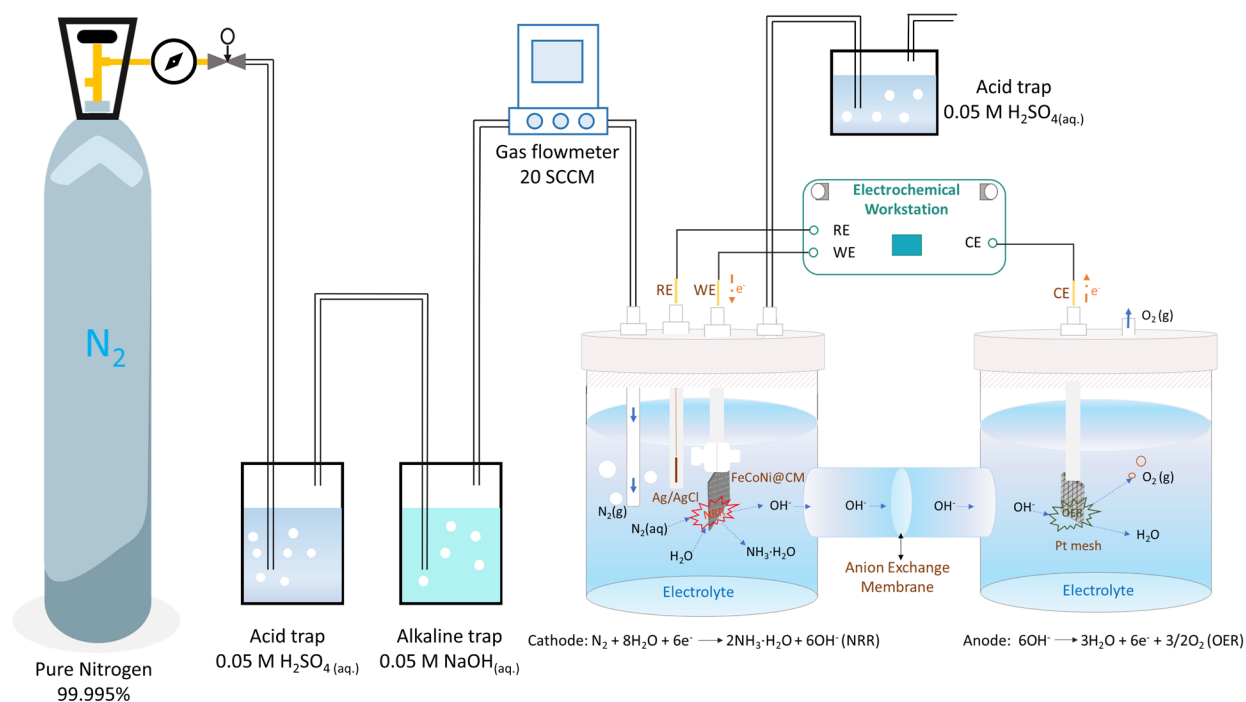 N₂
Pure Nitrogen
99.995%
Acid trap
0.05 M H₂SO₄ (aq.)
Alkaline trap
0.05 M NaOH(aq.)
Gas flowmeter
20 SCCM
Acid trap
0.05 M H₂SO₄(aq.)
Electrochemical
Workstation
RE
WE
CE
RE
WE
e⁻
CE
e⁻
O₂ (g)
FeCoNi@CM
Ag/AgCl
N₂(g)
NRR
N₂(aq)
OH⁻
H₂O
NH₃·H₂O
Electrolyte
OH⁻
OH⁻
Anion Exchange
Membrane
OH⁻
OER
O₂ (g)
H₂O
Pt mesh
Electrolyte
Cathode: N₂ + 8H₂O + 6e⁻ ⟶ 2NH₃·H₂O + 6OH⁻ (NRR)
Anode: 6OH⁻ ⟶ 3H₂O + 6e⁻ + 3/2O₂ (OER)